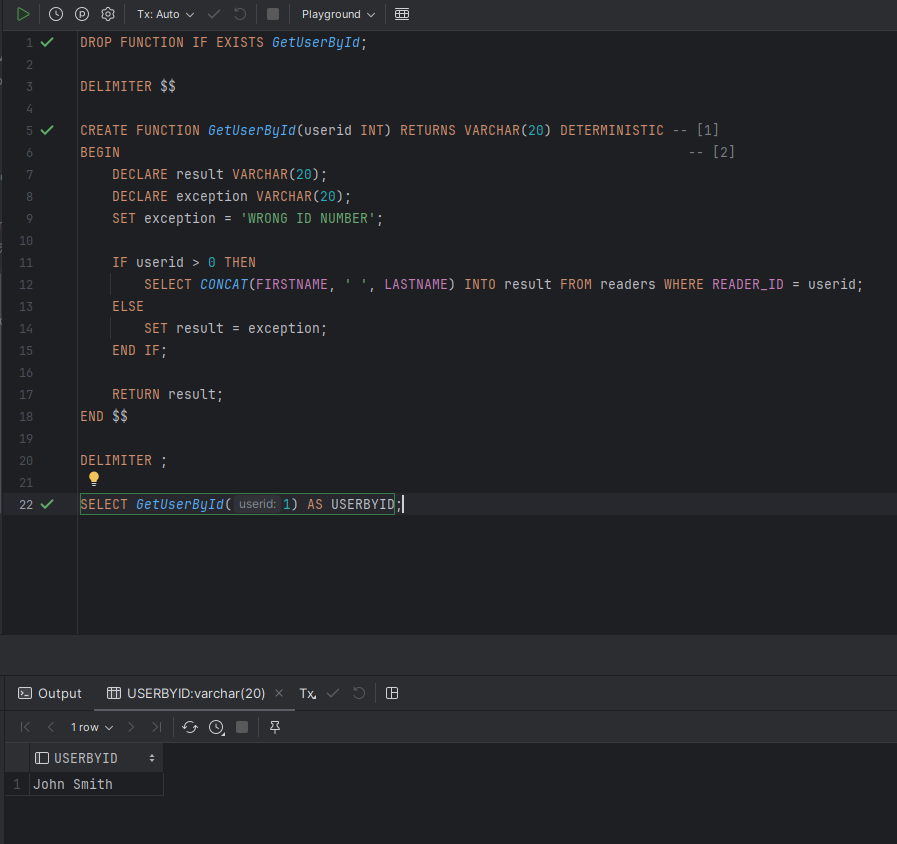 Tx: Auto Playground
1 DROP FUNCTION IF EXISTS GetUserById;
2
3 DELIMITER $$
4
5 CREATE FUNCTION GetUserById(userid INT) RETURNS VARCHAR(20) DETERMINISTIC -- [1]
6 BEGIN -- [2]
7 DECLARE result VARCHAR(20);
8 DECLARE exception VARCHAR(20);
9 SET exception = 'WRONG ID NUMBER';
10
11 IF userid > 0 THEN
12 SELECT CONCAT(FIRSTNAME, ' ', LASTNAME) INTO result FROM readers WHERE READER_ID = userid;
13 ELSE
14 SET result = exception;
15 END IF;
16
17 RETURN result;
18 END $$
19
20 DELIMITER ;
21
22 SELECT GetUserById( userid: 1) AS USERBYID;
Output USERBYID:varchar(20) Tx
1 row
USERBYID
1 John Smith